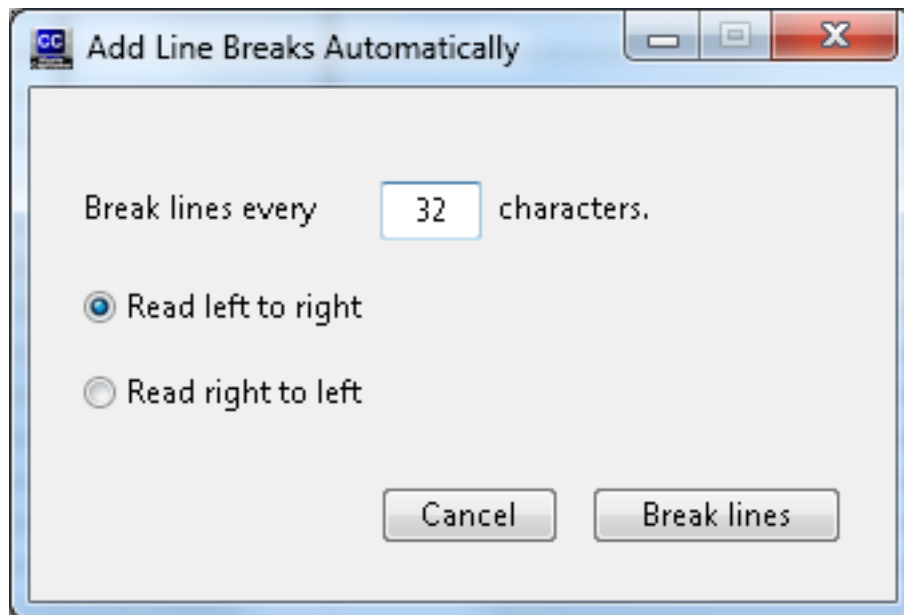 CC
Add Line Breaks Automatically
Break lines every 32 characters.
Read left to right
Read right to left
Cancel
Break lines